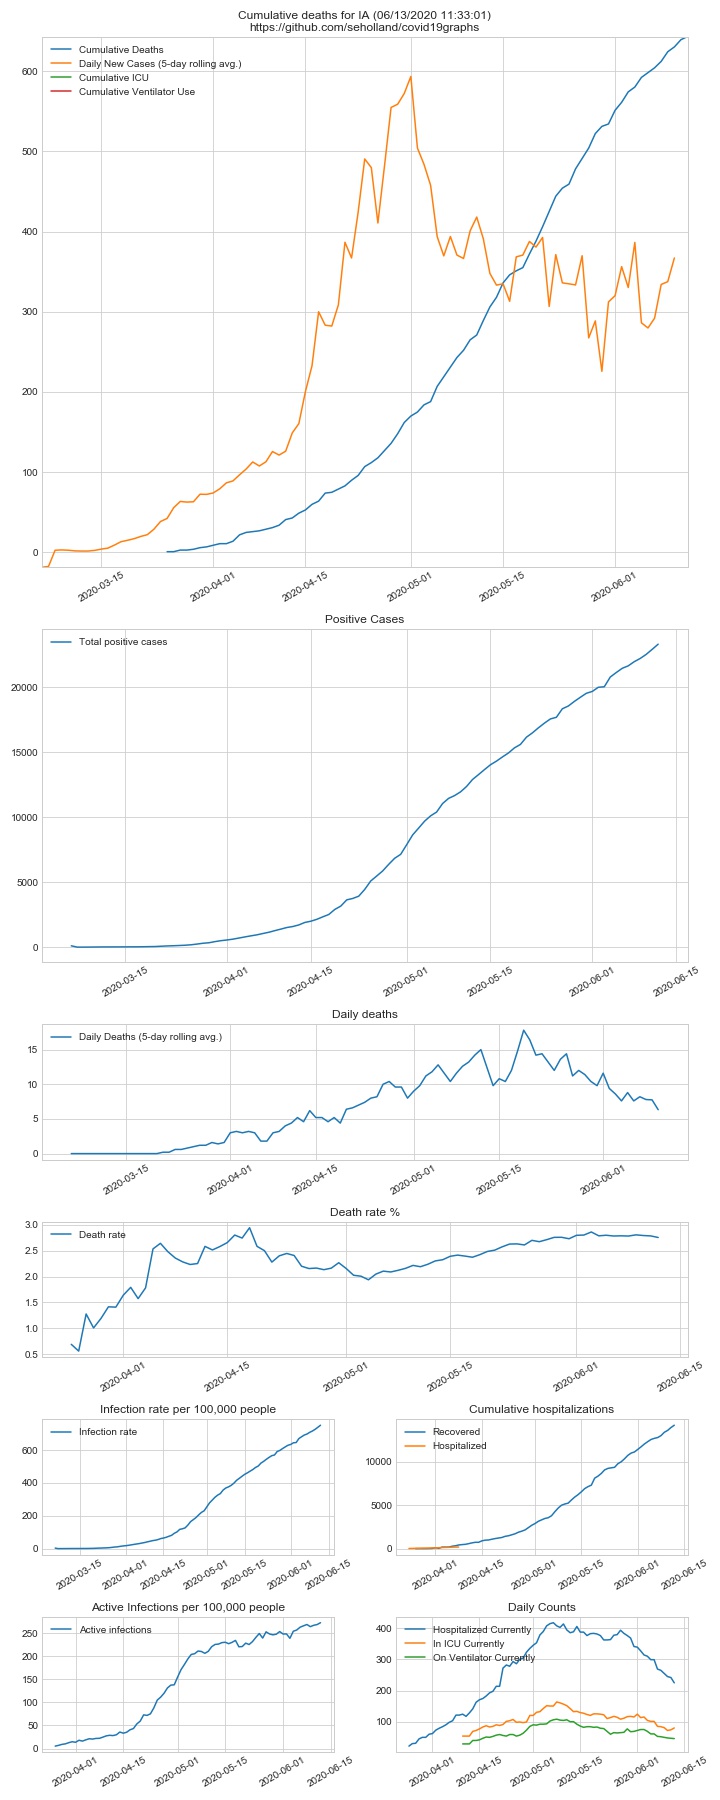 Cumulative deaths for IA (06/13/2020 11:33:01)
https://github.com/seholland/covid19graphs
Cumulative Deaths
Daily New Cases (5-day rolling avg.)
Cumulative ICU
Cumulative Ventilator Use
600
500
400
300
200
100
0
2020-03-15 2020-04-01 2020-04-15 2020-05-01 2020-05-15 2020-06-01
Positive Cases
Total positive cases
20000
15000
10000
5000
0
2020-03-15 2020-04-01 2020-04-15 2020-05-01 2020-05-15 2020-06-01 2020-06-15
Daily deaths
Daily Deaths (5-day rolling avg.)
15
10
5
0
2020-03-15 2020-04-01 2020-04-15 2020-05-01 2020-05-15 2020-06-01
Death rate %
Death rate
3.0
2.5
2.0
1.5
1.0
0.5
2020-04-01 2020-04-15 2020-05-01 2020-05-15 2020-06-01 2020-06-15
Infection rate per 100,000 people
Infection rate
600
400
200
0
2020-03-15 2020-04-01 2020-04-15 2020-05-01 2020-05-15 2020-06-01 2020-06-15
Cumulative hospitalizations
Recovered
Hospitalized
10000
5000
0
2020-04-01 2020-04-15 2020-05-01 2020-05-15 2020-06-01 2020-06-15
Active Infections per 100,000 people
Active infections
250
200
150
100
50
0
2020-04-01 2020-04-15 2020-05-01 2020-05-15 2020-06-01 2020-06-15
Daily Counts
Hospitalized Currently
In ICU Currently
On Ventilator Currently
400
300
200
100
2020-04-01 2020-04-15 2020-05-01 2020-05-15 2020-06-01 2020-06-15